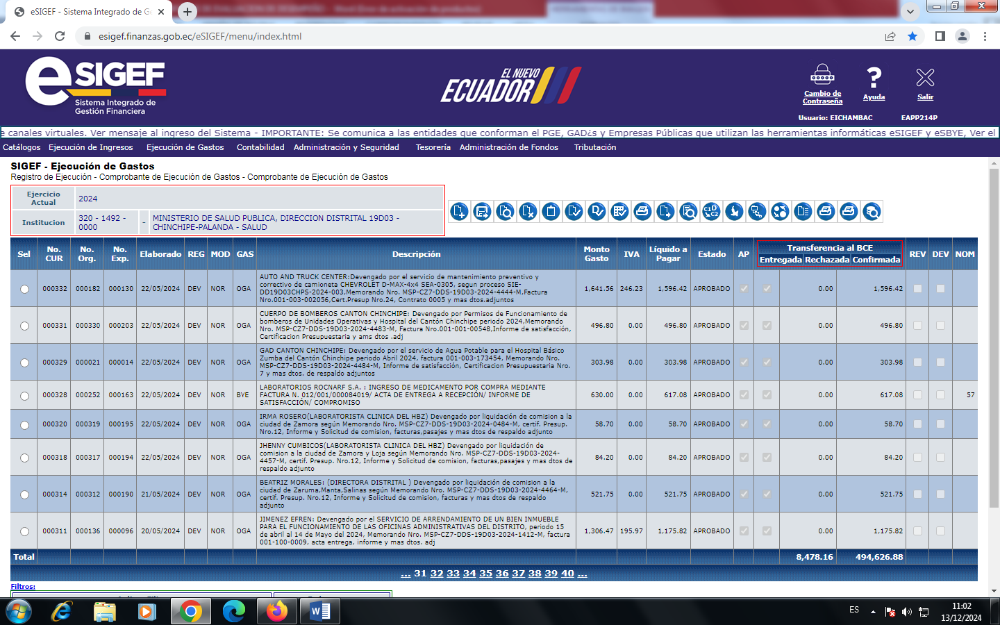 eSIGEF - Sistema Integrado de Ge
esigef.finanzas.gob.ec/eSIGEF/menu/index.html
eSIGEF
Sistema Integrado de
Gestión Financiera
EL NUEVO
ECUADOR
Cambio de
Contraseña
Ayuda
Salir
Usuario: EICHAMBAC
EAPP214P
e canales virtuales. Ver mensaje al ingreso del Sistema - IMPORTANTE: Se comunica a las entidades que conforman el PGE, GAD¿s y Empresas Públicas que utilizan las herramientas informáticas eSIGEF y eSBYE, Ver el
Catálogos Ejecución de Ingresos Ejecución de Gastos Contabilidad Administración y Seguridad Tesorería Administración de Fondos Tributación
SIGEF - Ejecución de Gastos
Registro de Ejecución - Comprobante de Ejecución de Gastos - Comprobante de Ejecución de Gastos
Ejercicio
Actual
2024
Institucion
320 - 1492 -
0000
-
MINISTERIO DE SALUD PUBLICA, DIRECCION DISTRITAL 19D03 -
CHINCHIPE-PALANDA - SALUD
C1D
C2
Sel No. CUR No. Org. No. Exp. Elaborado REG MOD GAS Descripción Monto Gasto IVA Líquido a Pagar Estado AP Transferencia al BCE Entregada Rechazada Confirmada REV DEV NOM
000332 000182 000130 22/05/2024 DEV NOR OGA
AUTO AND TRUCK CENTER:Devengado por el servicio de mantenimiento preventivo y
correctivo de camioneta CHEVROLET D-MAX-4x4 SEA-0305, segun proceso SIE-
DD19D03CHPS-2024-003,Memorando Nro. MSP-CZ7-DDS-19D03-2024-4444-M,Factura
Nro.001-003-002056,Cert.Presup Nro.24, Contrato 0005 y mas dtos.adjuntos
1,641.56 246.23 1,596.42 APROBADO 0.00 1,596.42
000331 000330 000203 22/05/2024 DEV NOR OGA
CUERPO DE BOMBEROS CANTON CHINCHIPE: Devengado por Permisos de Funcionamiento de
bomberos de Unidades Operativas y Hospital del Cantón Chinchipe periodo 2024,Memorando
Nro. MSP-CZ7-DDS-19D03-2024-4483-M, Factura Nro.001-001-00548,Informe de satisfacción,
Certificacion Presupuestaria y ams dtos .adj
496.80 0.00 496.80 APROBADO 0.00 496.80
000329 000021 000014 22/05/2024 DEV NOR OGA
GAD CANTON CHINCHIPE: Devengado por el servicio de Agua Potable para el Hospital Básico
Zumba del Cantón Chinchipe periodo Abril 2024, factura 001-003-173454, Memorando Nro.
MSP-CZ7-DDS-19D03-2024-4484-M, Informe de satisfacción, Certificacion Presupuestaria Nro.
7 y mas dtos. de respaldo adjuntos
303.98 0.00 303.98 APROBADO 0.00 303.98
000328 000252 000163 22/05/2024 DEV NOR BYE
LABORATORIOS ROCNARF S.A. : INGRESO DE MEDICAMENTO POR COMPRA MEDIANTE
FACTURA N. 012/001/000084019/ ACTA DE ENTREGA A RECEPCIÓN/ INFORME DE
SATISFACCIÓN/ COMPROMISO
630.00 0.00 617.08 APROBADO 0.00 617.08 57
000320 000319 000195 22/05/2024 DEV NOR OGA
IRMA ROSERO(LABORATORISTA CLINICA DEL HBZ) Devengado por liquidación de comision a la
ciudad de Zamora según Memorando Nro. MSP-CZ7-DDS-19D03-2024-0484-M, certif. Presup.
Nro.12, Informe y Solicitud de comision, facturas,pasajes y mas dtos de respaldo adjunto
58.70 0.00 58.70 APROBADO 0.00 58.70
000318 000317 000194 22/05/2024 DEV NOR OGA
JHENNY CUMBICOS(LABORATORISTA CLINICA DEL HBZ) Devengado por liquidación de
comision a la ciudad de Zamora y Loja según Memorando Nro. MSP-CZ7-DDS-19D03-2024-
4457-M, certif. Presup. Nro.12, Informe y Solicitud de comision, facturas,pasajes y mas dtos de
respaldo adjunto
84.20 0.00 84.20 APROBADO 0.00 84.20
000314 000312 000190 21/05/2024 DEV NOR OGA
BEATRIZ MORALES: (DIRECTORA DISTRITAL ) Devengado por liquidación de comision a la
ciudad de Zaruma,Manta,Salinas según Memorando Nro. MSP-CZ7-DDS-19D03-2024-4464-M,
certif. Presup. Nro.12, Informe y Solicitud de comision, facturas y mas dtos de respaldo
adjunto
521.75 0.00 521.75 APROBADO 0.00 521.75
000311 000136 000096 20/05/2024 DEV NOR OGA
JIMENEZ EFREN: Devengado por el SERVICIO DE ARRENDAMIENTO DE UN BIEN INMUEBLE
PARA EL FUNCIONAMIENTO DE LAS OFICINAS ADMINISTRATIVAS DEL DISTRITO, periodo 15
de abril al 14 de Mayo del 2024, Memorando Nro. MSP-CZ7-DDS-19D03-2024-1412-M, factura
001-100-0009, acta entrega, informe y mas dtos. adj
1,306.47 195.97 1,175.82 APROBADO 0.00 1,175.82
Total 8,478.16 494,626.88
... 31 32 33 34 35 36 37 38 39 40 ...
Filtros:
ES
11:02
13/12/2024